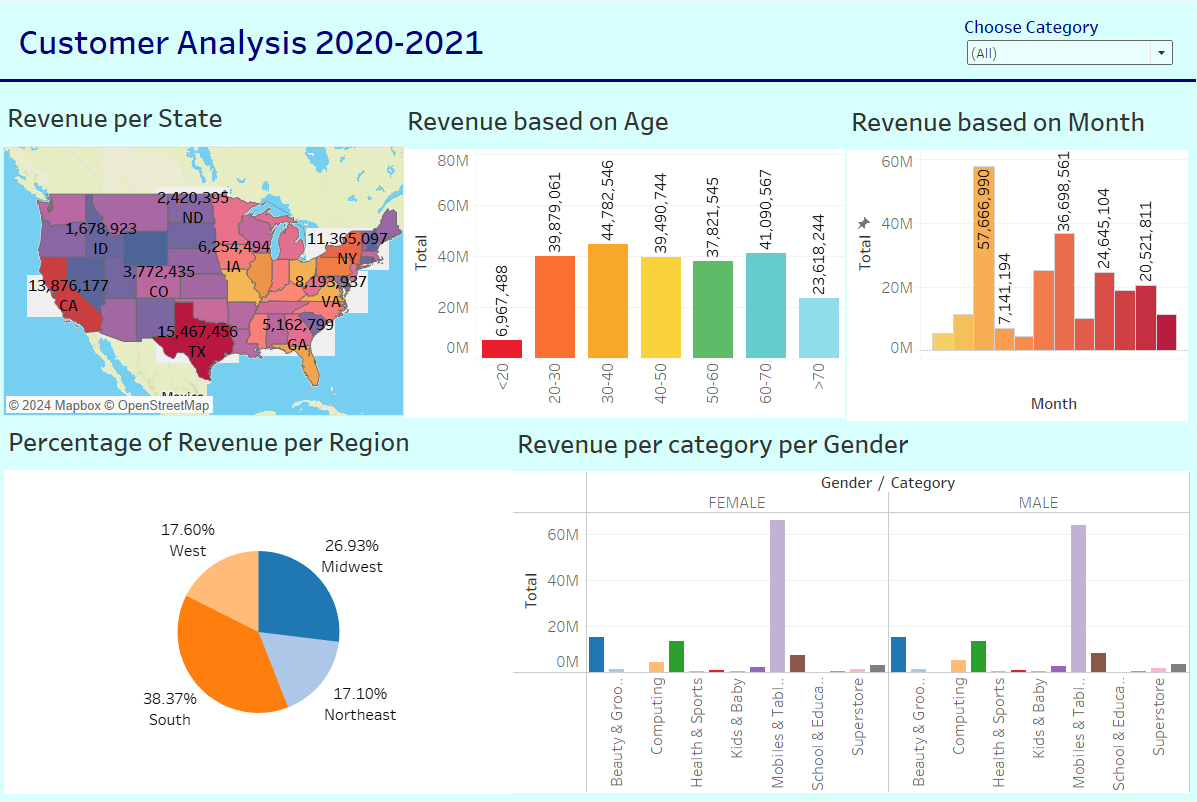 Customer Analysis 2020-2021
Choose Category
(All)
Revenue per State
2,420,395
ND
1,678,923
ID
6,254,494
IA
11,365,097
NY
3,772,435
CO
13,876,177
CA
8,193,937
VA
15,467,456
TX
5,162,799
GA
Mexico
© 2024 Mapbox © OpenStreetMap
Revenue based on Age
Total
80M
60M
40M
20M
0M
6,967,488
39,879,061
44,782,546
39,490,744
37,821,545
41,090,567
23,618,244
<20
20-30
30-40
40-50
50-60
60-70
>70
Revenue based on Month
Total
60M
40M
20M
0M
57,666,990
7,141,194
36,698,561
24,645,104
20,521,811
Month
Percentage of Revenue per Region
17.60%
West
26.93%
Midwest
38.37%
South
17.10%
Northeast
Revenue per category per Gender
Gender / Category
FEMALE
MALE
Total
60M
40M
20M
0M
Beauty & Groo..
Computing
Health & Sports
Kids & Baby
Mobiles & Tabl..
School & Educa..
Superstore
Beauty & Groo..
Computing
Health & Sports
Kids & Baby
Mobiles & Tabl..
School & Educa..
Superstore